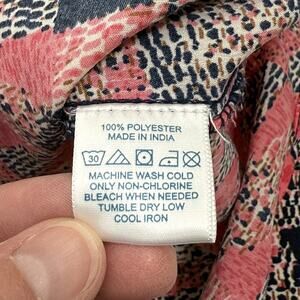 100% POLYESTER
MADE IN INDIA
30
MACHINE WASH COLD
ONLY NON-CHLORINE
BLEACH WHEN NEEDED
TUMBLE DRY LOW
COOL IRON